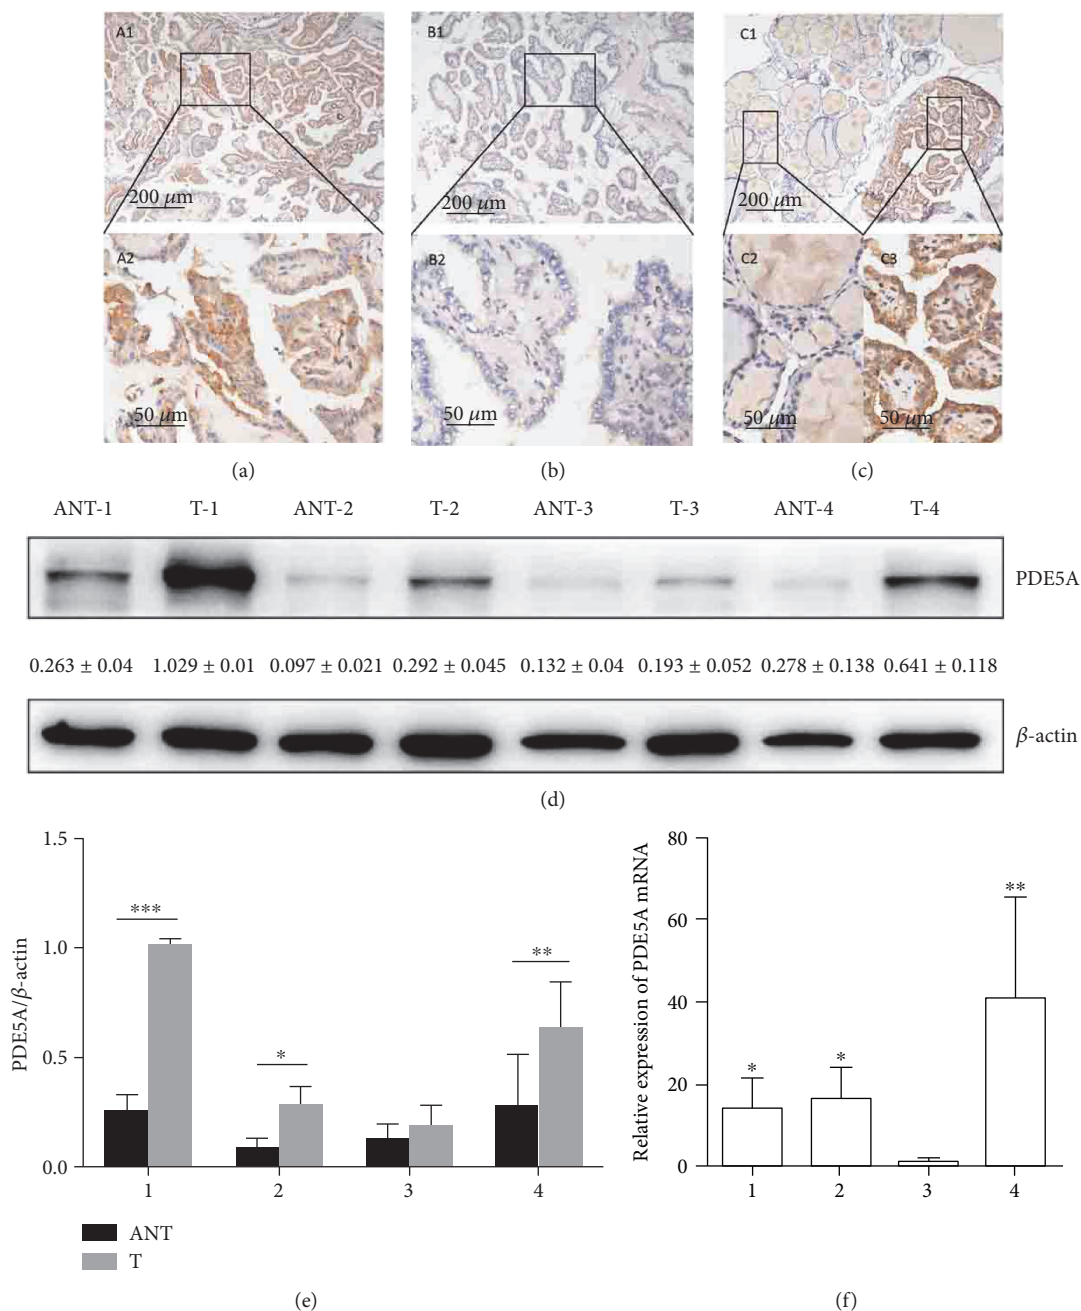 A1
B1
C1
200 μm
200 μm
200 μm
A2
B2
C2
C3
50 μm
50 μm
50 μm
50 μm
(a)
(b)
(c)
ANT-1 T-1 ANT-2 T-2 ANT-3 T-3 ANT-4 T-4
PDE5A
0.263 ± 0.04 1.029 ± 0.01 0.097 ± 0.021 0.292 ± 0.045 0.132 ± 0.04 0.193 ± 0.052 0.278 ± 0.138 0.641 ± 0.118
β-actin
(d)
PDE5A/β-actin
1.5
1.0
0.5
0.0
***
*
**
1 2 3 4
ANT
T
(e)
Relative expression of PDE5A mRNA
80
60
40
20
0
*
*
**
1 2 3 4
(f)